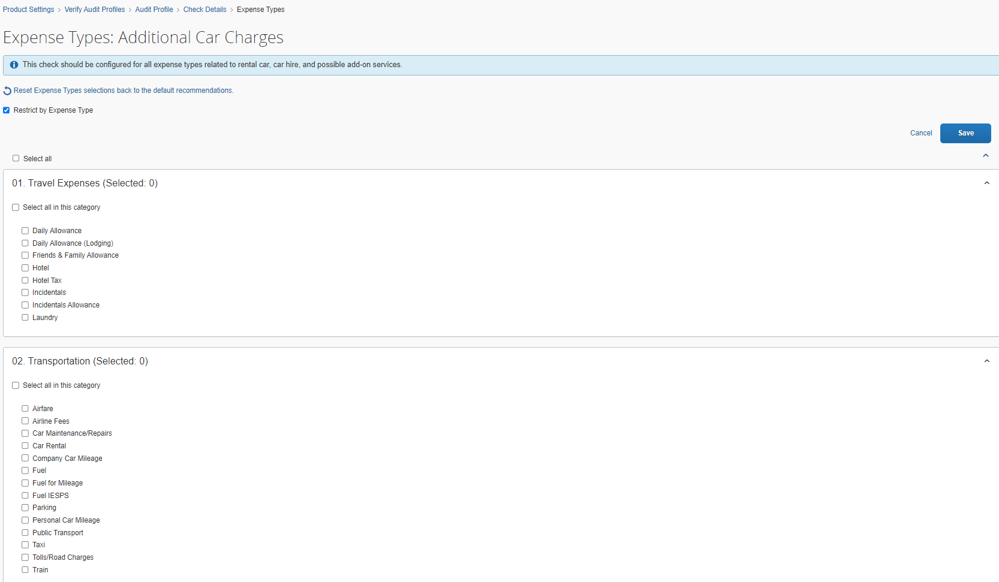 Product Settings > Verify Audit Profiles > Audit Profile > Check Details > Expense Types
Expense Types: Additional Car Charges
This check should be configured for all expense types related to rental car, car hire, and possible add-on services.
Reset Expense Types selections back to the default recommendations.
Restrict by Expense Type
Cancel Save
Select all
01. Travel Expenses (Selected: 0)
Select all in this category
Daily Allowance
Daily Allowance (Lodging)
Friends & Family Allowance
Hotel
Hotel Tax
Incidentals
Incidentals Allowance
Laundry
02. Transportation (Selected: 0)
Select all in this category
Airfare
Airline Fees
Car Maintenance/Repairs
Car Rental
Company Car Mileage
Fuel
Fuel for Mileage
Fuel IESPS
Parking
Personal Car Mileage
Public Transport
Taxi
Tolls/Road Charges
Train